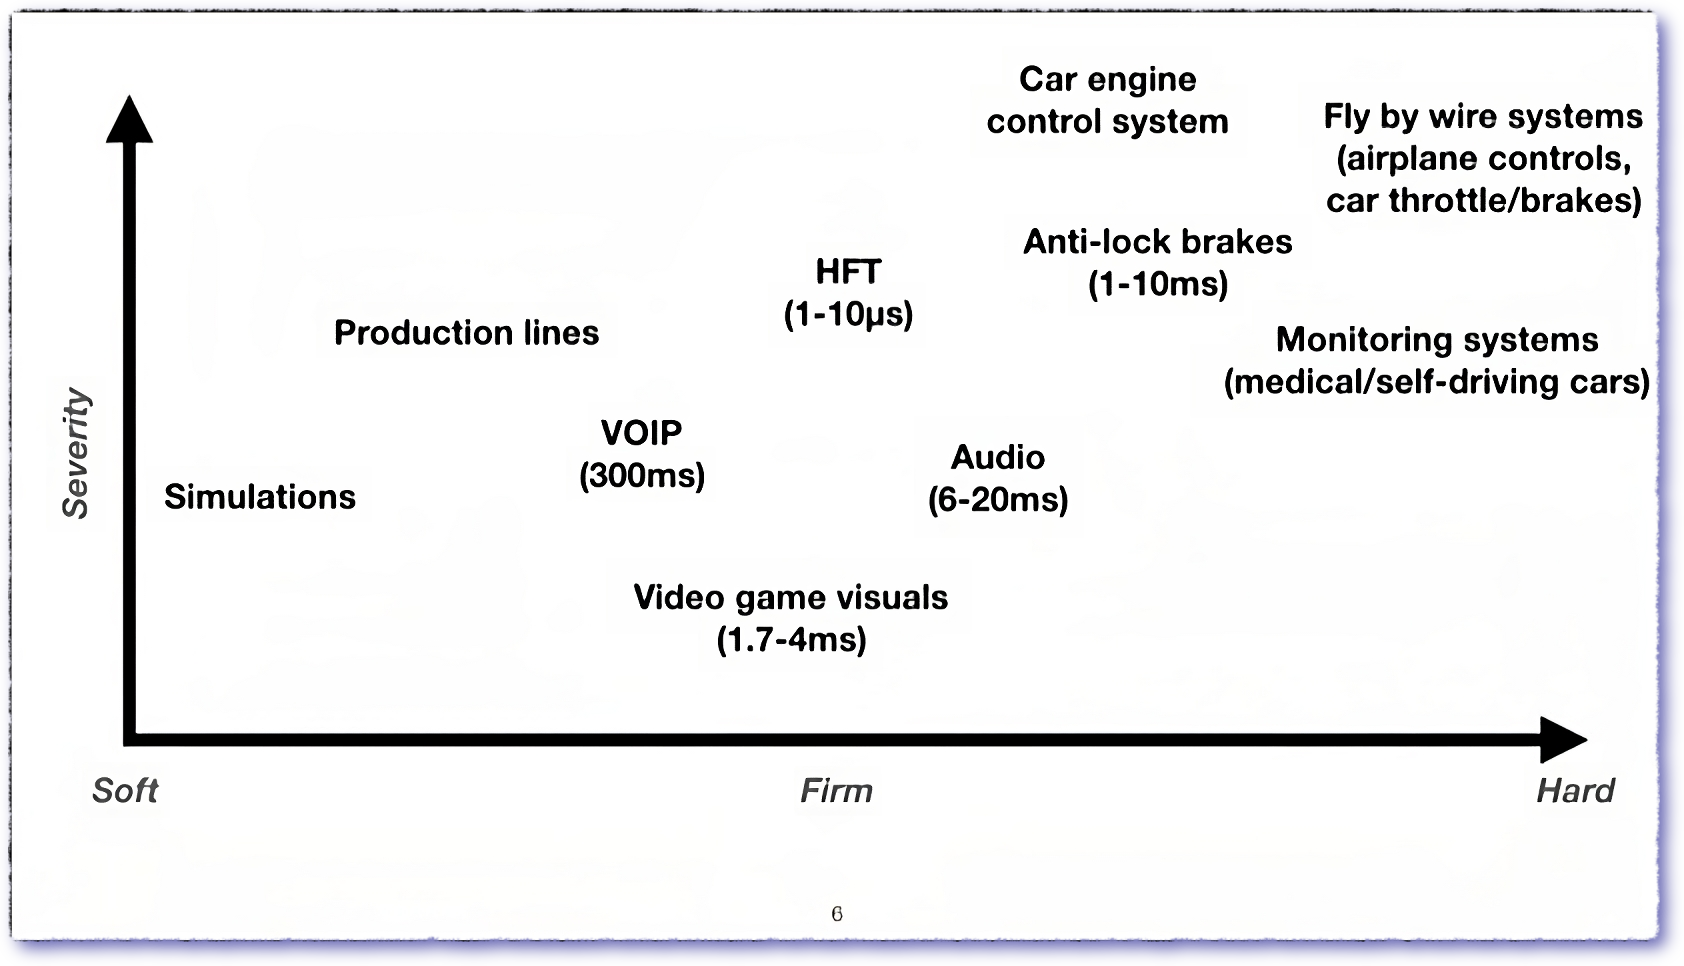 Car engine
control system
Fly by wire systems
(airplane controls,
car throttle/brakes)
Anti-lock brakes
(1-10ms)
HFT
(1-10µs)
Production lines
Monitoring systems
(medical/self-driving cars)
VOIP
(300ms)
Audio
(6-20ms)
Severity
Simulations
Video game visuals
(1.7-4ms)
Soft
Firm
Hard
6